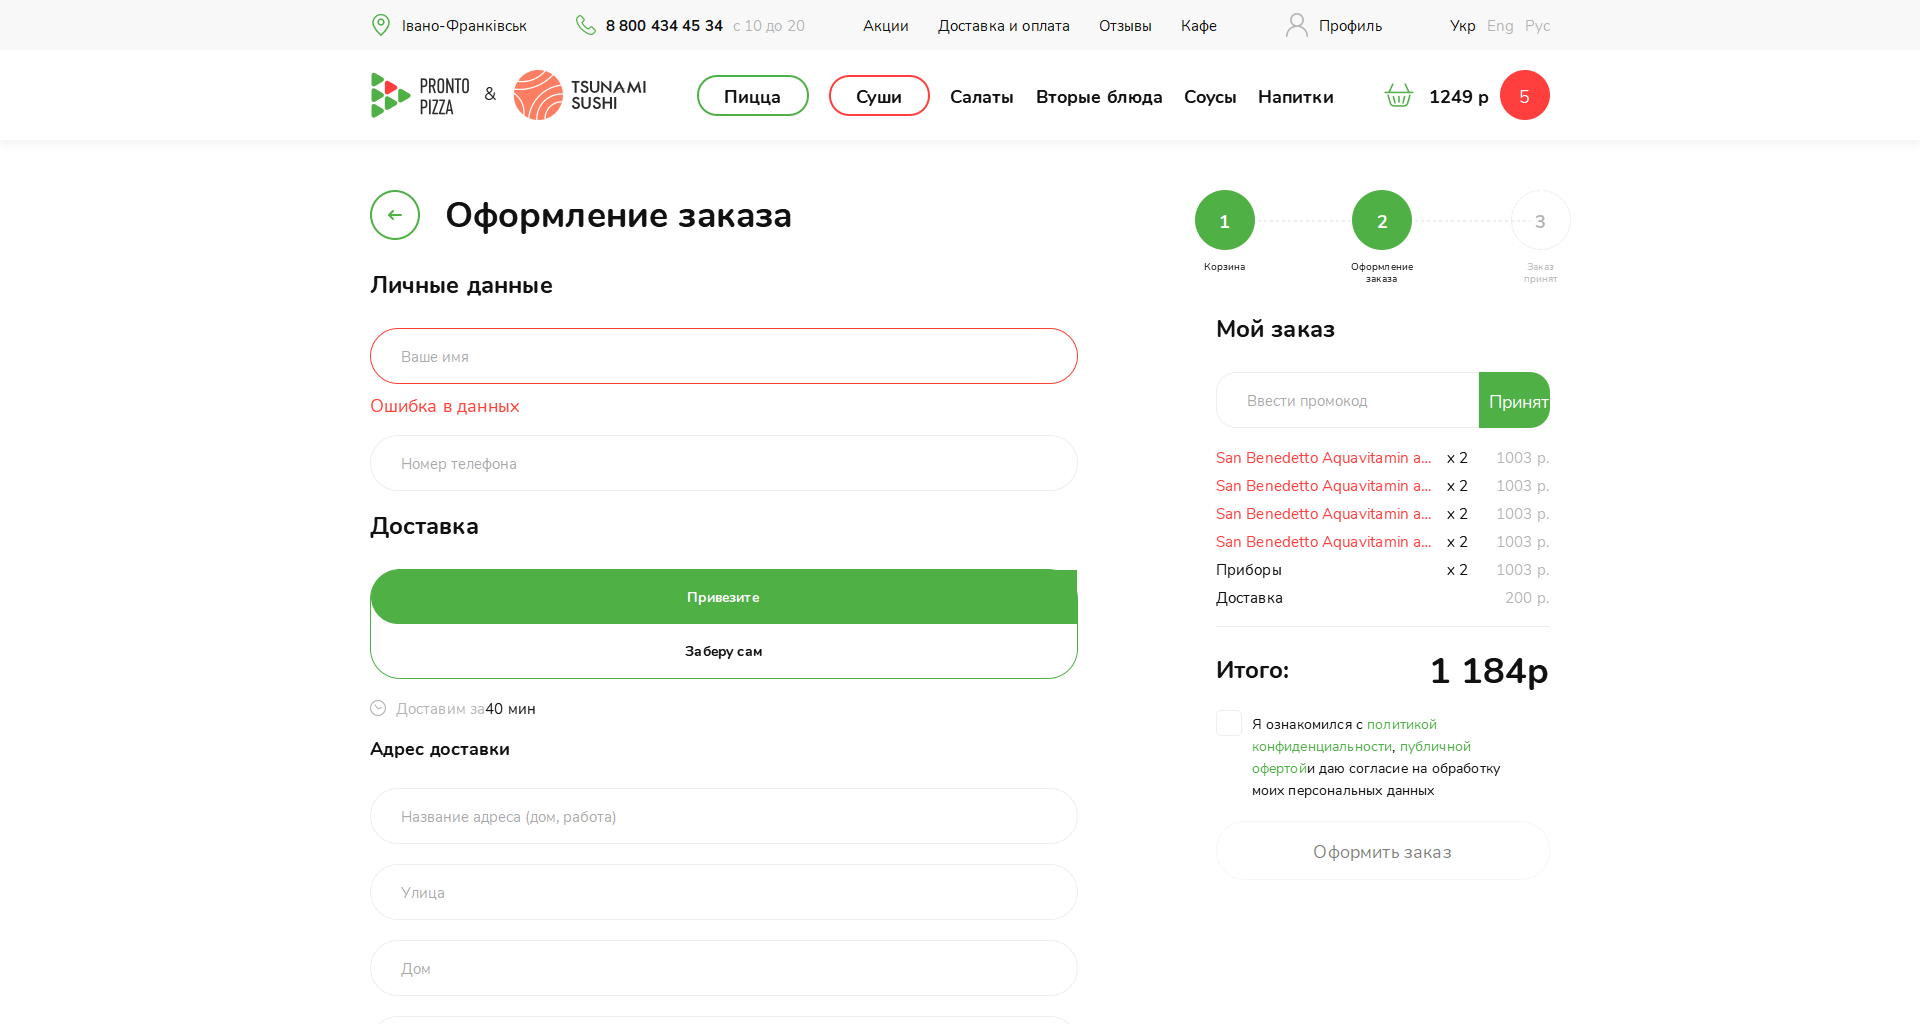 Івано-Франківськ
8 800 434 45 34 с 10 до 20
Акции
Доставка и оплата
Отзывы
Кафе
Профиль
Укр Eng Рус
PRONTO
PIZZA
&
TSUNAMI
SUSHI
Пицца
Суши
Салаты
Вторые блюда
Соусы
Напитки
1249 р
5
Оформление заказа
1
2
3
Корзина
Оформление
заказа
Заказ
принят
Личные данные
Ваше имя
Ошибка в данных
Номер телефона
Доставка
Привезите
Заберу сам
Доставим за40 мин
Адрес доставки
Название адреса (дом, работа)
Улица
Дом
Мой заказ
Ввести промокод
Принят
San Benedetto Aquavitamin a... x 2 1003 р.
San Benedetto Aquavitamin a... x 2 1003 р.
San Benedetto Aquavitamin a... x 2 1003 р.
San Benedetto Aquavitamin a... x 2 1003 р.
Приборы x 2 1003 р.
Доставка 200 р.
Итого: 1 184р
Я ознакомился с политикой
конфиденциальности, публичной
офертойи даю согласие на обработку
моих персональных данных
Оформить заказ